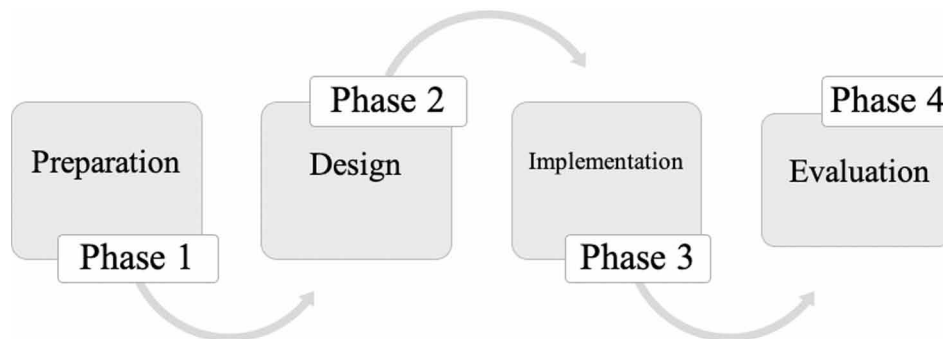 Preparation
Phase 1
Phase 2
Design
Implementation
Phase 3
Phase 4
Evaluation